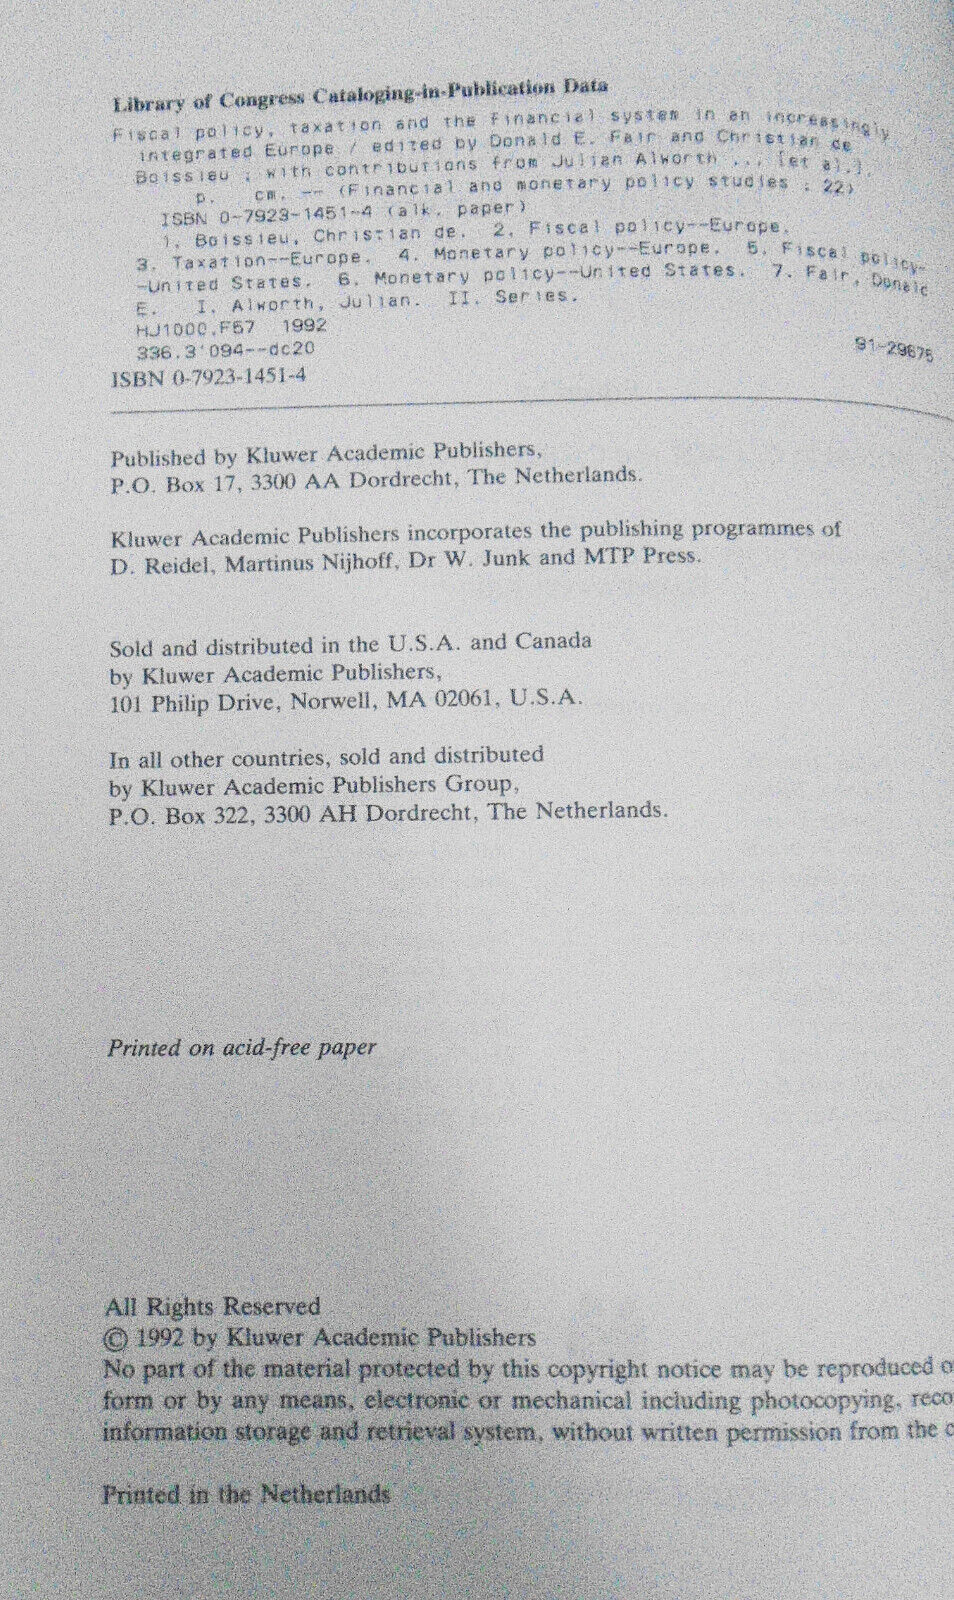 Library of Congress Cataloging-in-Publication Data
Fiscal policy, taxation and the financial system in an increasingly
integrated Europe / edited by Donald E. Fair and Christian de
Boissieu ; with contributions from Julian Alworth ... [et al.].
p. cm. -- (Financial and monetary policy studies ; 22)
ISBN 0-7923-1451-4 (alk. paper)
1. Boissieu, Christian de. 2. Fiscal policy--Europe.
3. Taxation--Europe. 4. Monetary policy--Europe. 5. Fiscal policy-
-United States. 6. Monetary policy--United States. 7. Fair, Donald
E. I. Alworth, Julian. II. Series.
HJ1000.F57 1992
336.3'094--dc20
91-29675
ISBN 0-7923-1451-4
Published by Kluwer Academic Publishers,
P.O. Box 17, 3300 AA Dordrecht, The Netherlands.
Kluwer Academic Publishers incorporates the publishing programmes of
D. Reidel, Martinus Nijhoff, Dr W. Junk and MTP Press.
Sold and distributed in the U.S.A. and Canada
by Kluwer Academic Publishers,
101 Philip Drive, Norwell, MA 02061, U.S.A.
In all other countries, sold and distributed
by Kluwer Academic Publishers Group,
P.O. Box 322, 3300 AH Dordrecht, The Netherlands.
Printed on acid-free paper
All Rights Reserved
© 1992 by Kluwer Academic Publishers
No part of the material protected by this copyright notice may be reproduced o
form or by any means, electronic or mechanical including photocopying, reco
information storage and retrieval system, without written permission from the c
Printed in the Netherlands